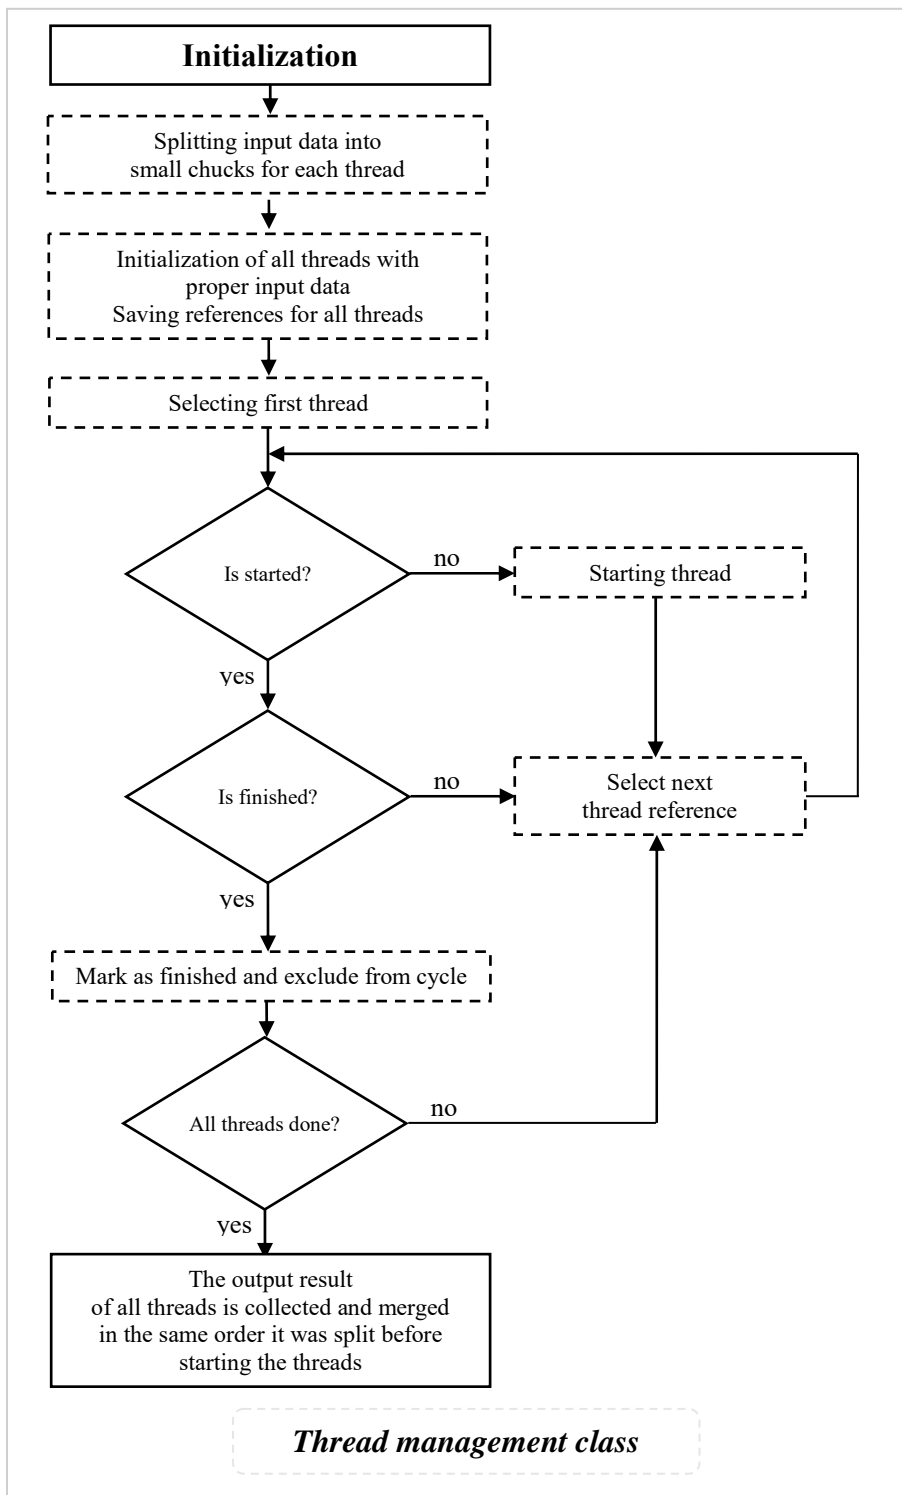 Initialization
Splitting input data into
small chucks for each thread
Initialization of all threads with
proper input data
Saving references for all threads
Selecting first thread
Is started?
no
Starting thread
yes
Is finished?
no
Select next
thread reference
yes
Mark as finished and exclude from cycle
All threads done?
no
yes
The output result
of all threads is collected and merged
in the same order it was split before
starting the threads
Thread management class